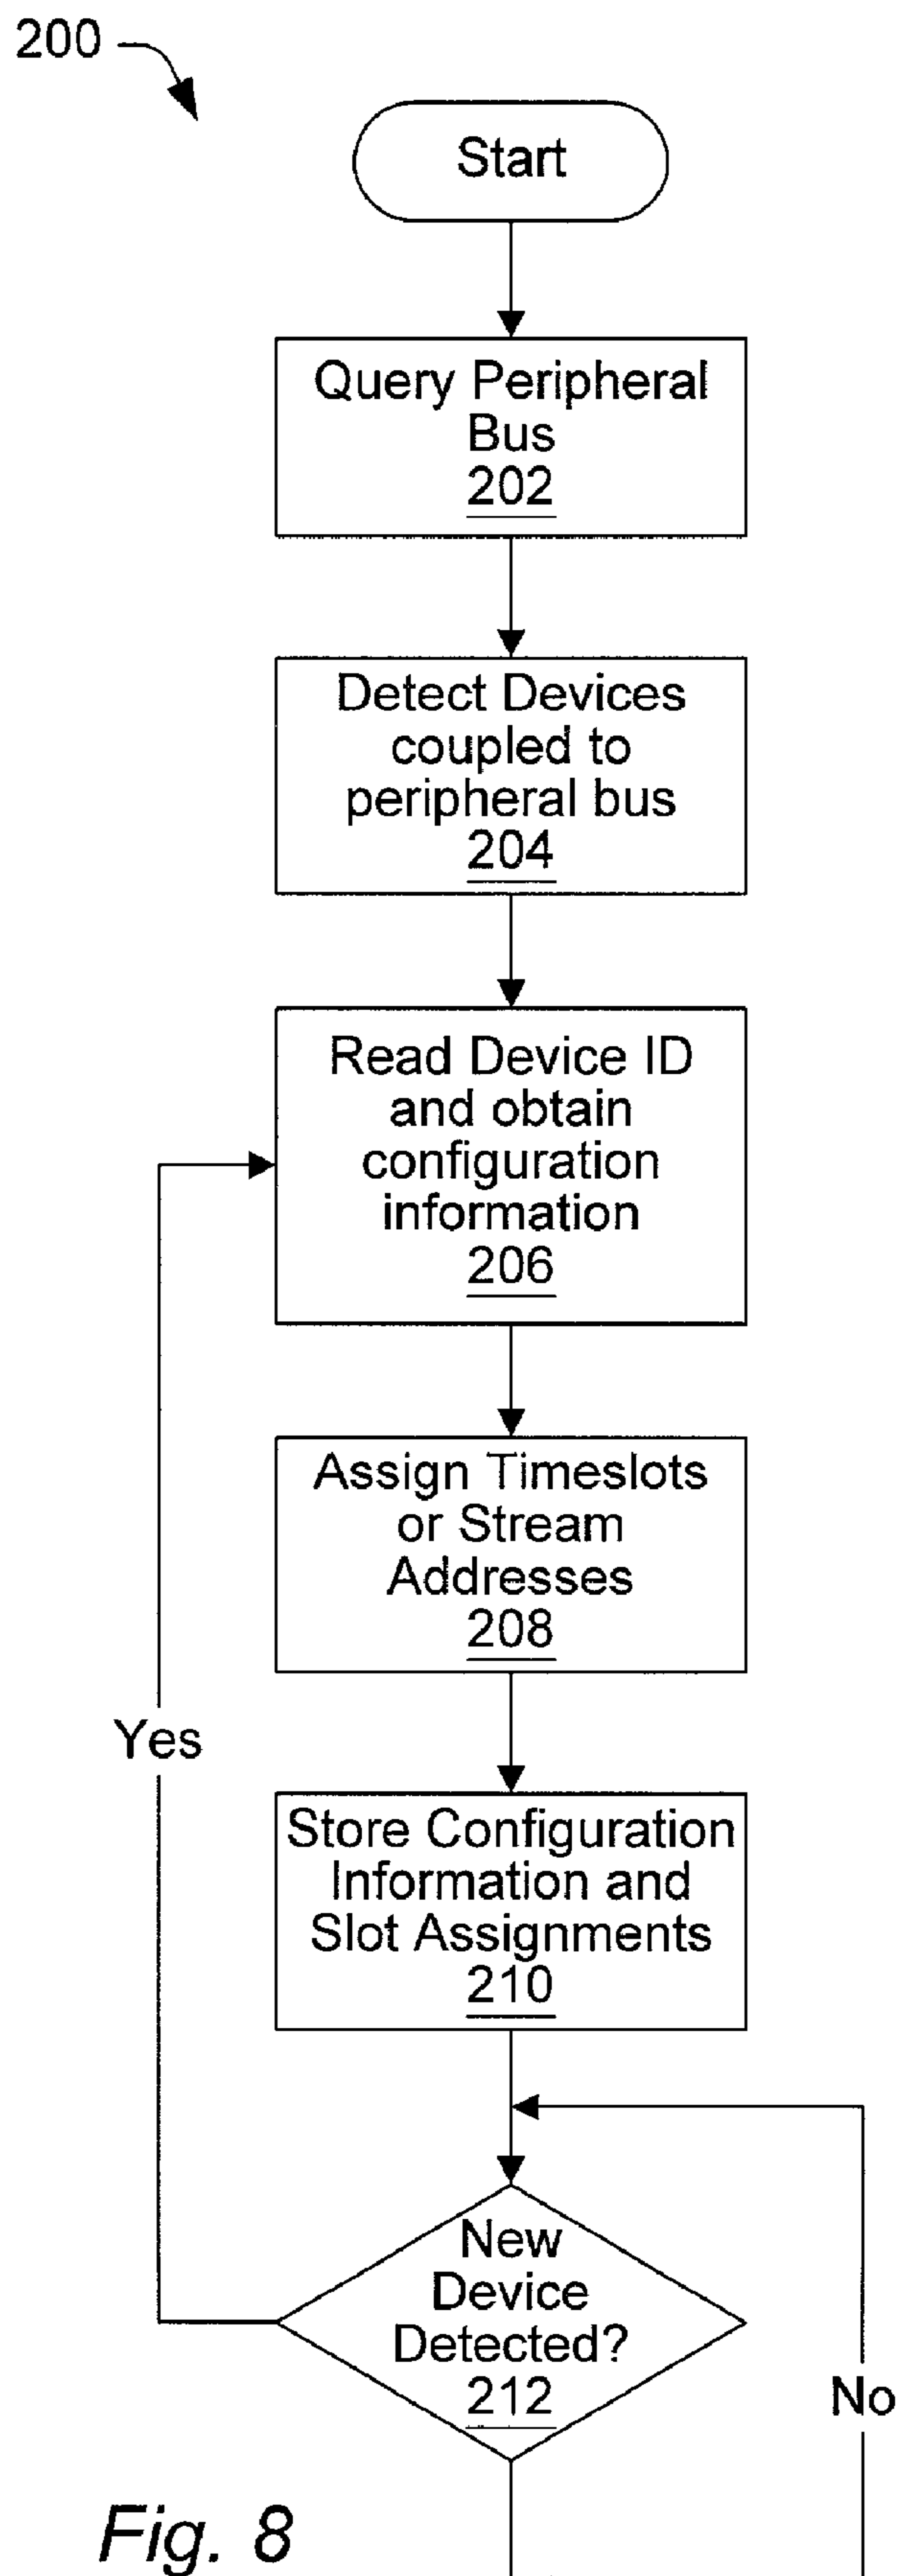 200
Start
Query Peripheral
Bus
202
Detect Devices
coupled to
peripheral bus
204
Read Device ID
and obtain
configuration
information
206
Assign Timeslots
or Stream
Addresses
208
Yes
Store Configuration
Information and
Slot Assignments
210
New
Device
Detected?
212
No
Fig. 8